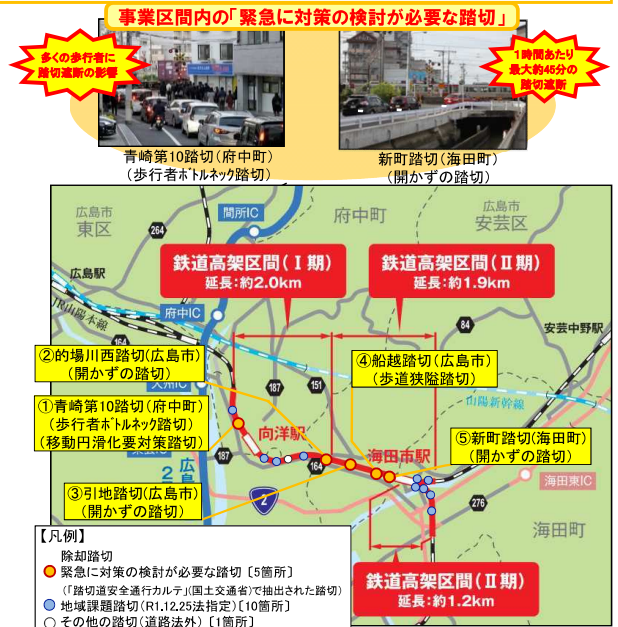 事業区間内の「緊急に対策の検討が必要な踏切」
多くの歩行者に
踏切遮断の影響
1時間あたり
最大約45分の
踏切遮断
青崎第10踏切(府中町)
(歩行者ボトルネック踏切)
新町踏切(海田町)
(開かずの踏切)
広島市
東区
間所IC
府中町
広島市
安芸区
264
鉄道高架区間(Ⅰ期)
延長:約2.0km
鉄道高架区間(Ⅱ期)
延長:約1.9km
広島駅
JR山陽本線
府中IC
164
84
安芸中野駅
②的場川西踏切(広島市)
(開かずの踏切)
④船越踏切(広島市)
(歩道狭隘踏切)
187
151
山陽新幹線
①青崎第10踏切(府中町)
(歩行者ボトルネック踏切)
(移動円滑化要対策踏切)
向洋駅
海田市駅
⑤新町踏切(海田町)
(開かずの踏切)
187
164
広島
2
海田東IC
③引地踏切(広島市)
(開かずの踏切)
2
276
海田町
【凡例】
除却踏切
緊急に対策の検討が必要な踏切〔5箇所〕
(「踏切道安全通行カルテ」(国土交通省)で抽出された踏切)
地域課題踏切(R1.12.25法指定)〔10箇所〕
その他の踏切(道路法外)〔1箇所〕
鉄道高架区間(Ⅱ期)
延長:約1.2km